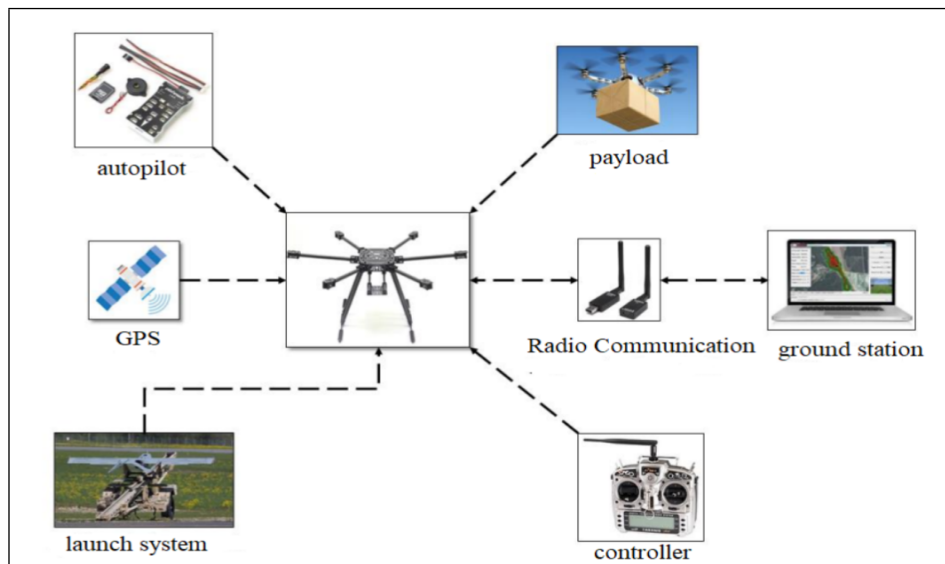 autopilot
payload
GPS
Radio Communication
ground station
launch system
controller